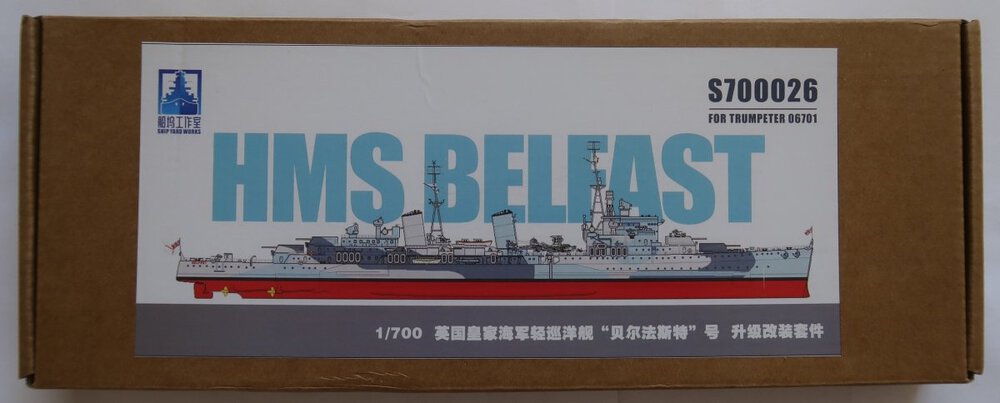 船坞工作室
SHIP YARD WORKS
S700026
FOR TRUMPETER 06701
HMS BELFAST
1/700 英国皇家海军轻巡洋舰“贝尔法斯特”号 升级改装套件